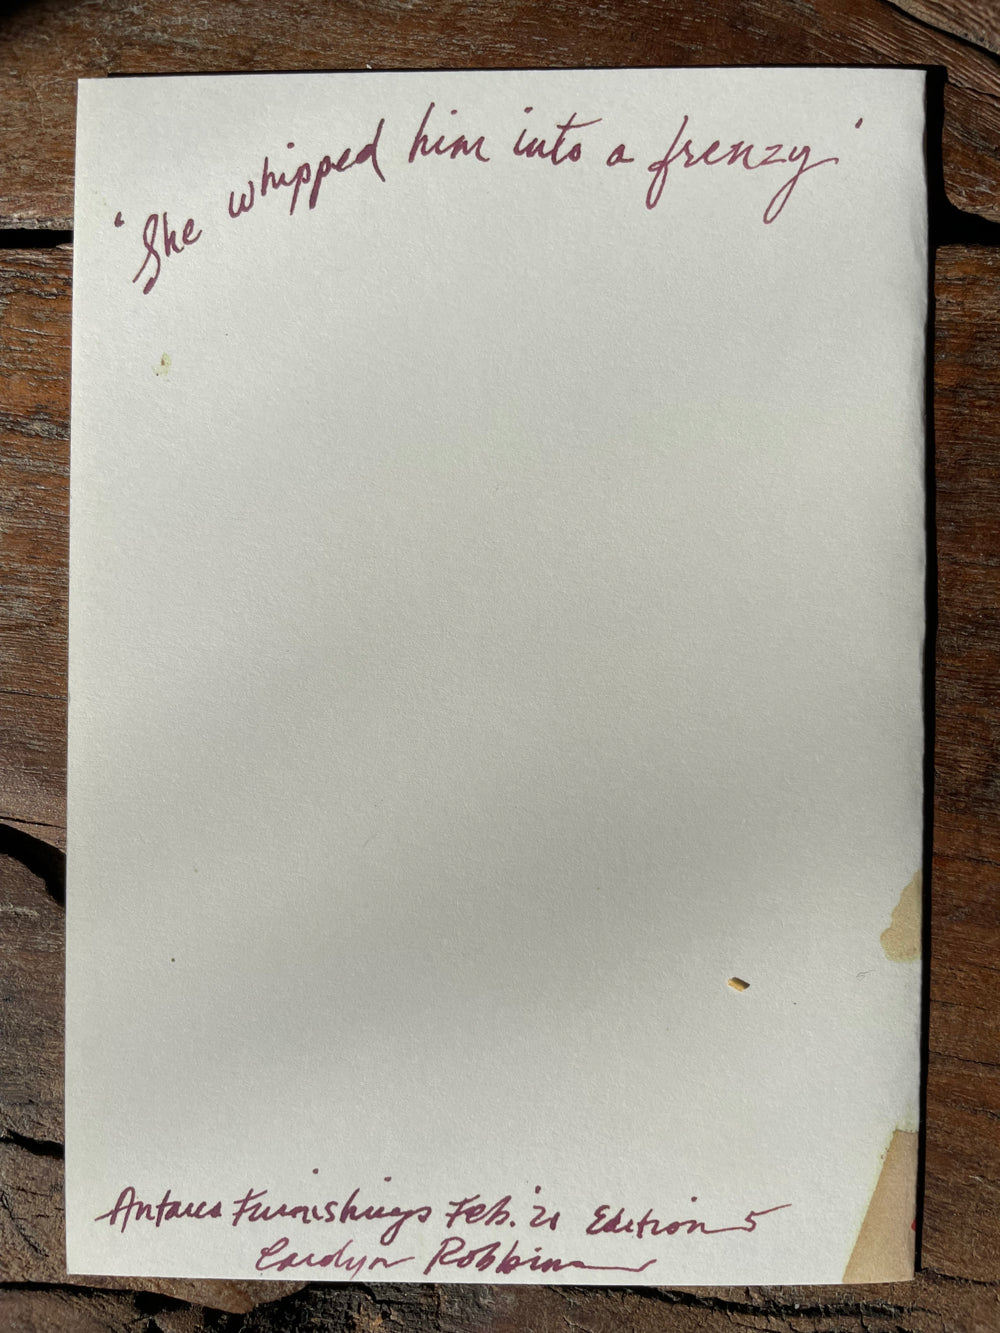 'She whipped him into a frenzy'
Antares Furnishings Feb. '21 Edition 5
Carolyn Robbins